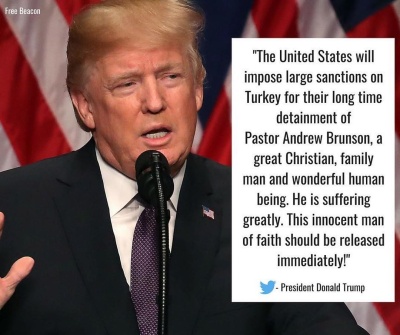 Free Beacon
"The United States will
impose large sanctions on
Turkey for their long time
detainment of
Pastor Andrew Brunson, a
great Christian, family
man and wonderful human
being. He is suffering
greatly. This innocent man
of faith should be released
immediately!"
- President Donald Trump